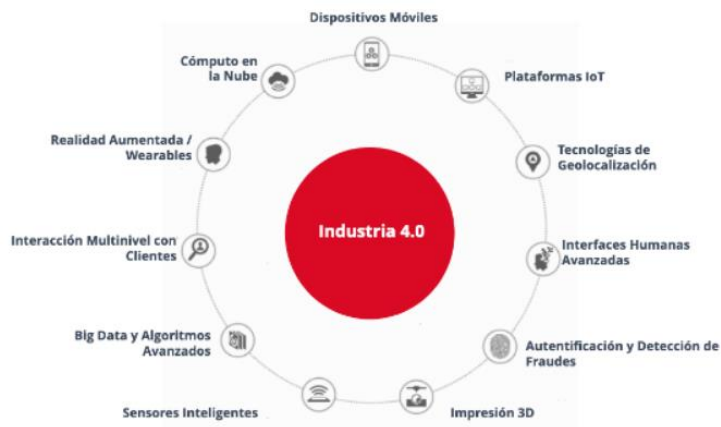 Dispositivos Móviles
Cómputo en
la Nube
Plataformas IoT
Realidad Aumentada /
Wearables
Tecnologías de
Geolocalización
Industria 4.0
Interacción Multinivel con
Clientes
Interfaces Humanas
Avanzadas
Big Data y Algoritmos
Avanzados
Autentificación y Detección de
Fraudes
Sensores Inteligentes
Impresión 3D